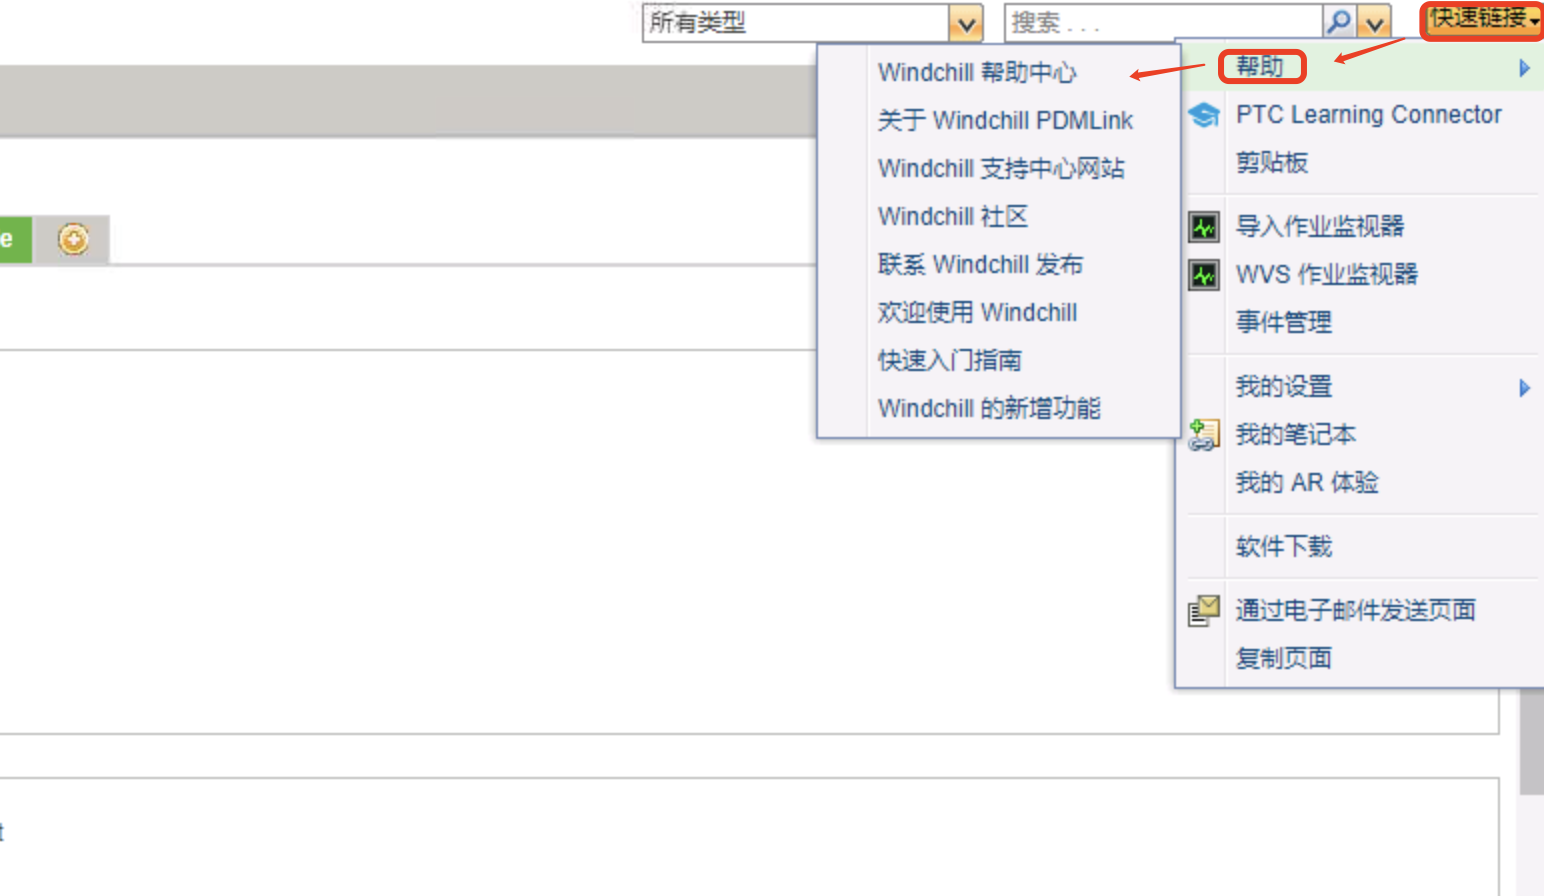 所有类型
搜索 . . .
快速链接
帮助
PTC Learning Connector
剪贴板
导入作业监视器
WVS 作业监视器
事件管理
我的设置
我的笔记本
我的 AR 体验
软件下载
通过电子邮件发送页面
复制页面
Windchill 帮助中心
关于 Windchill PDMLink
Windchill 支持中心网站
Windchill 社区
联系 Windchill 发布
欢迎使用 Windchill
快速入门指南
Windchill 的新增功能
e